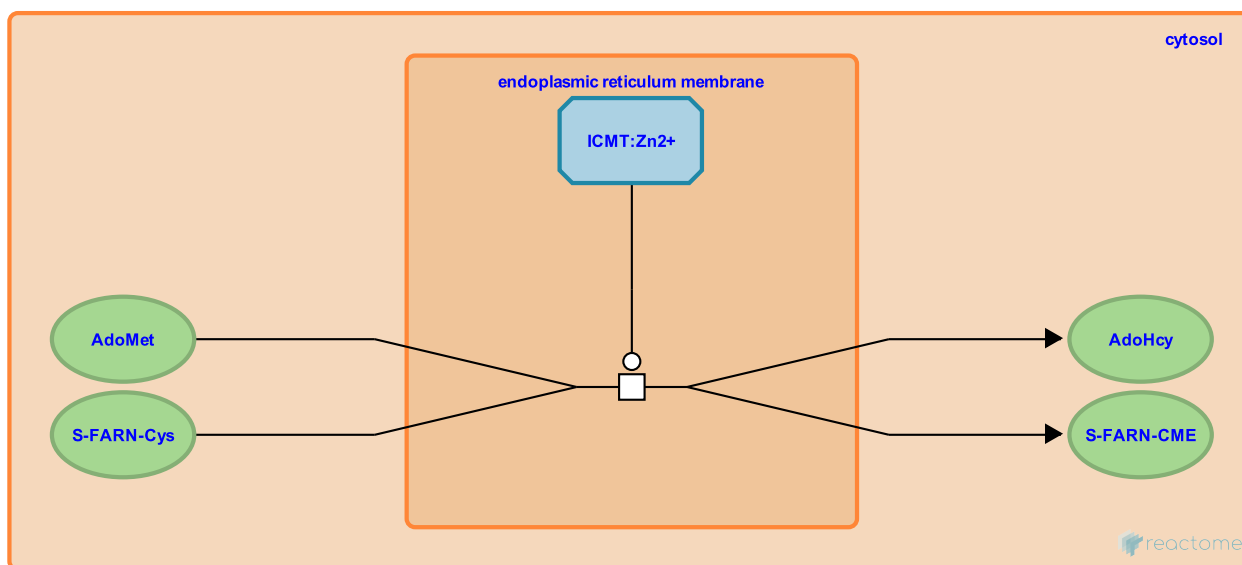 cytosol
endoplasmic reticulum membrane
ICMT:Zn2+
AdoMet
AdoHcy
S-FARN-Cys
S-FARN-CME
reactome